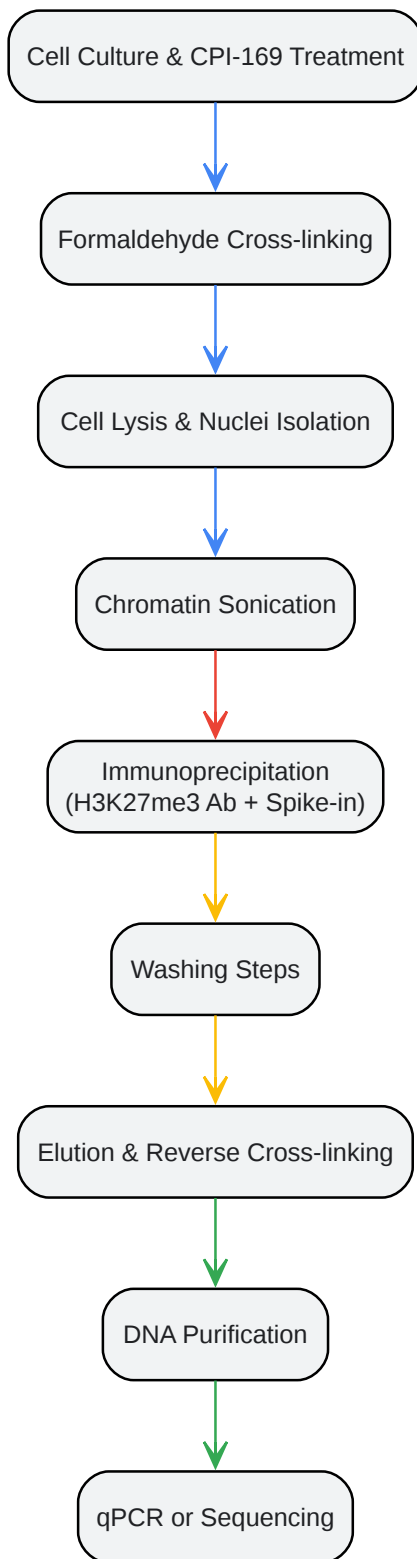 Cell Culture & CPI-169 Treatment
Formaldehyde Cross-linking
Cell Lysis & Nuclei Isolation
Chromatin Sonication
Immunoprecipitation
(H3K27me3 Ab + Spike-in)
Washing Steps
Elution & Reverse Cross-linking
DNA Purification
qPCR or Sequencing